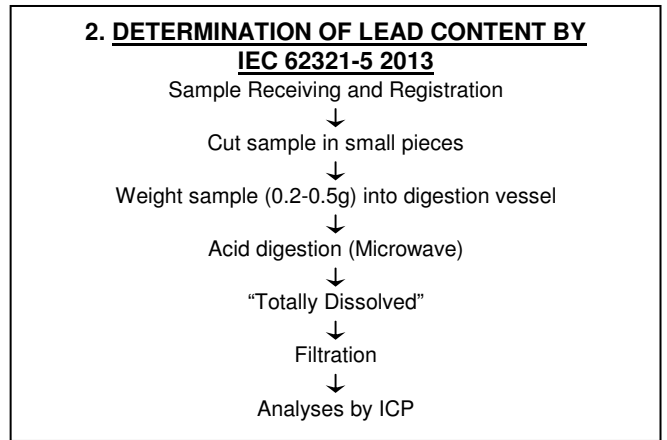 2. DETERMINATION OF LEAD CONTENT BY
IEC 62321-5 2013
Sample Receiving and Registration
↓
Cut sample in small pieces
↓
Weight sample (0.2-0.5g) into digestion vessel
↓
Acid digestion (Microwave)
↓
“Totally Dissolved”
↓
Filtration
↓
Analyses by ICP